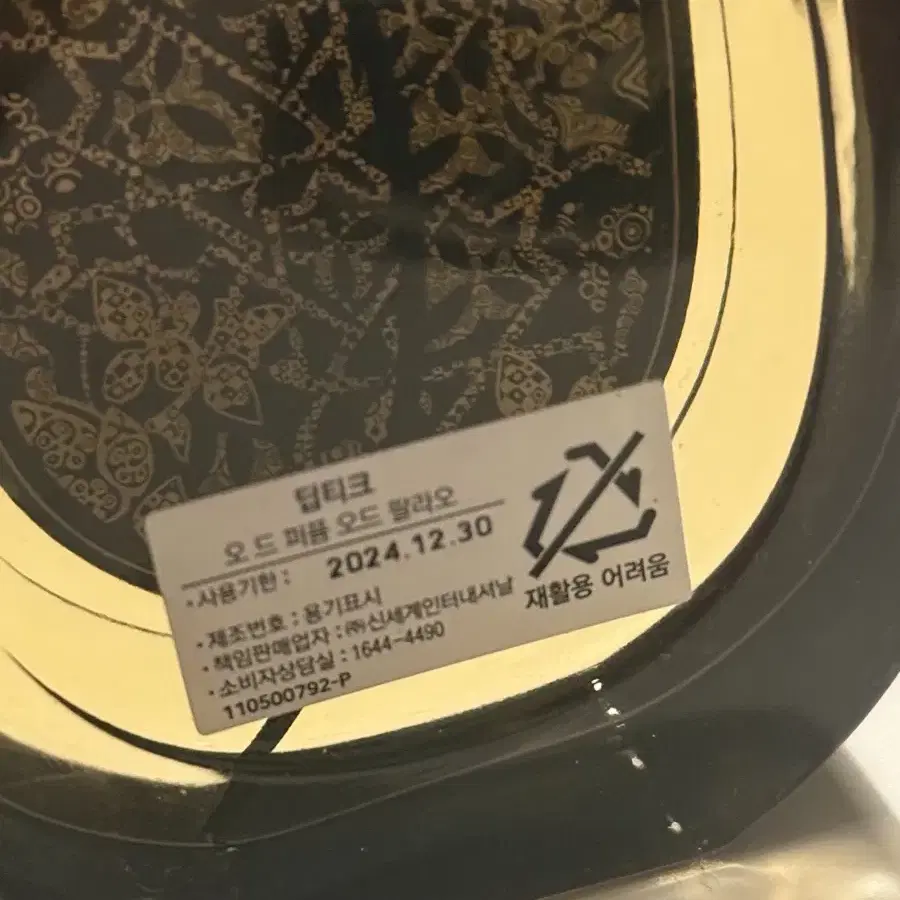 딥티크
오 드 퍼퓸 오드 팔라오
· 사용기한 : 2024.12.30
· 제조번호 : 용기표시
· 책임판매업자 : ㈜신세계인터내셔날
· 소비자상담실 : 1644-4490
110500792-P
재활용 어려움